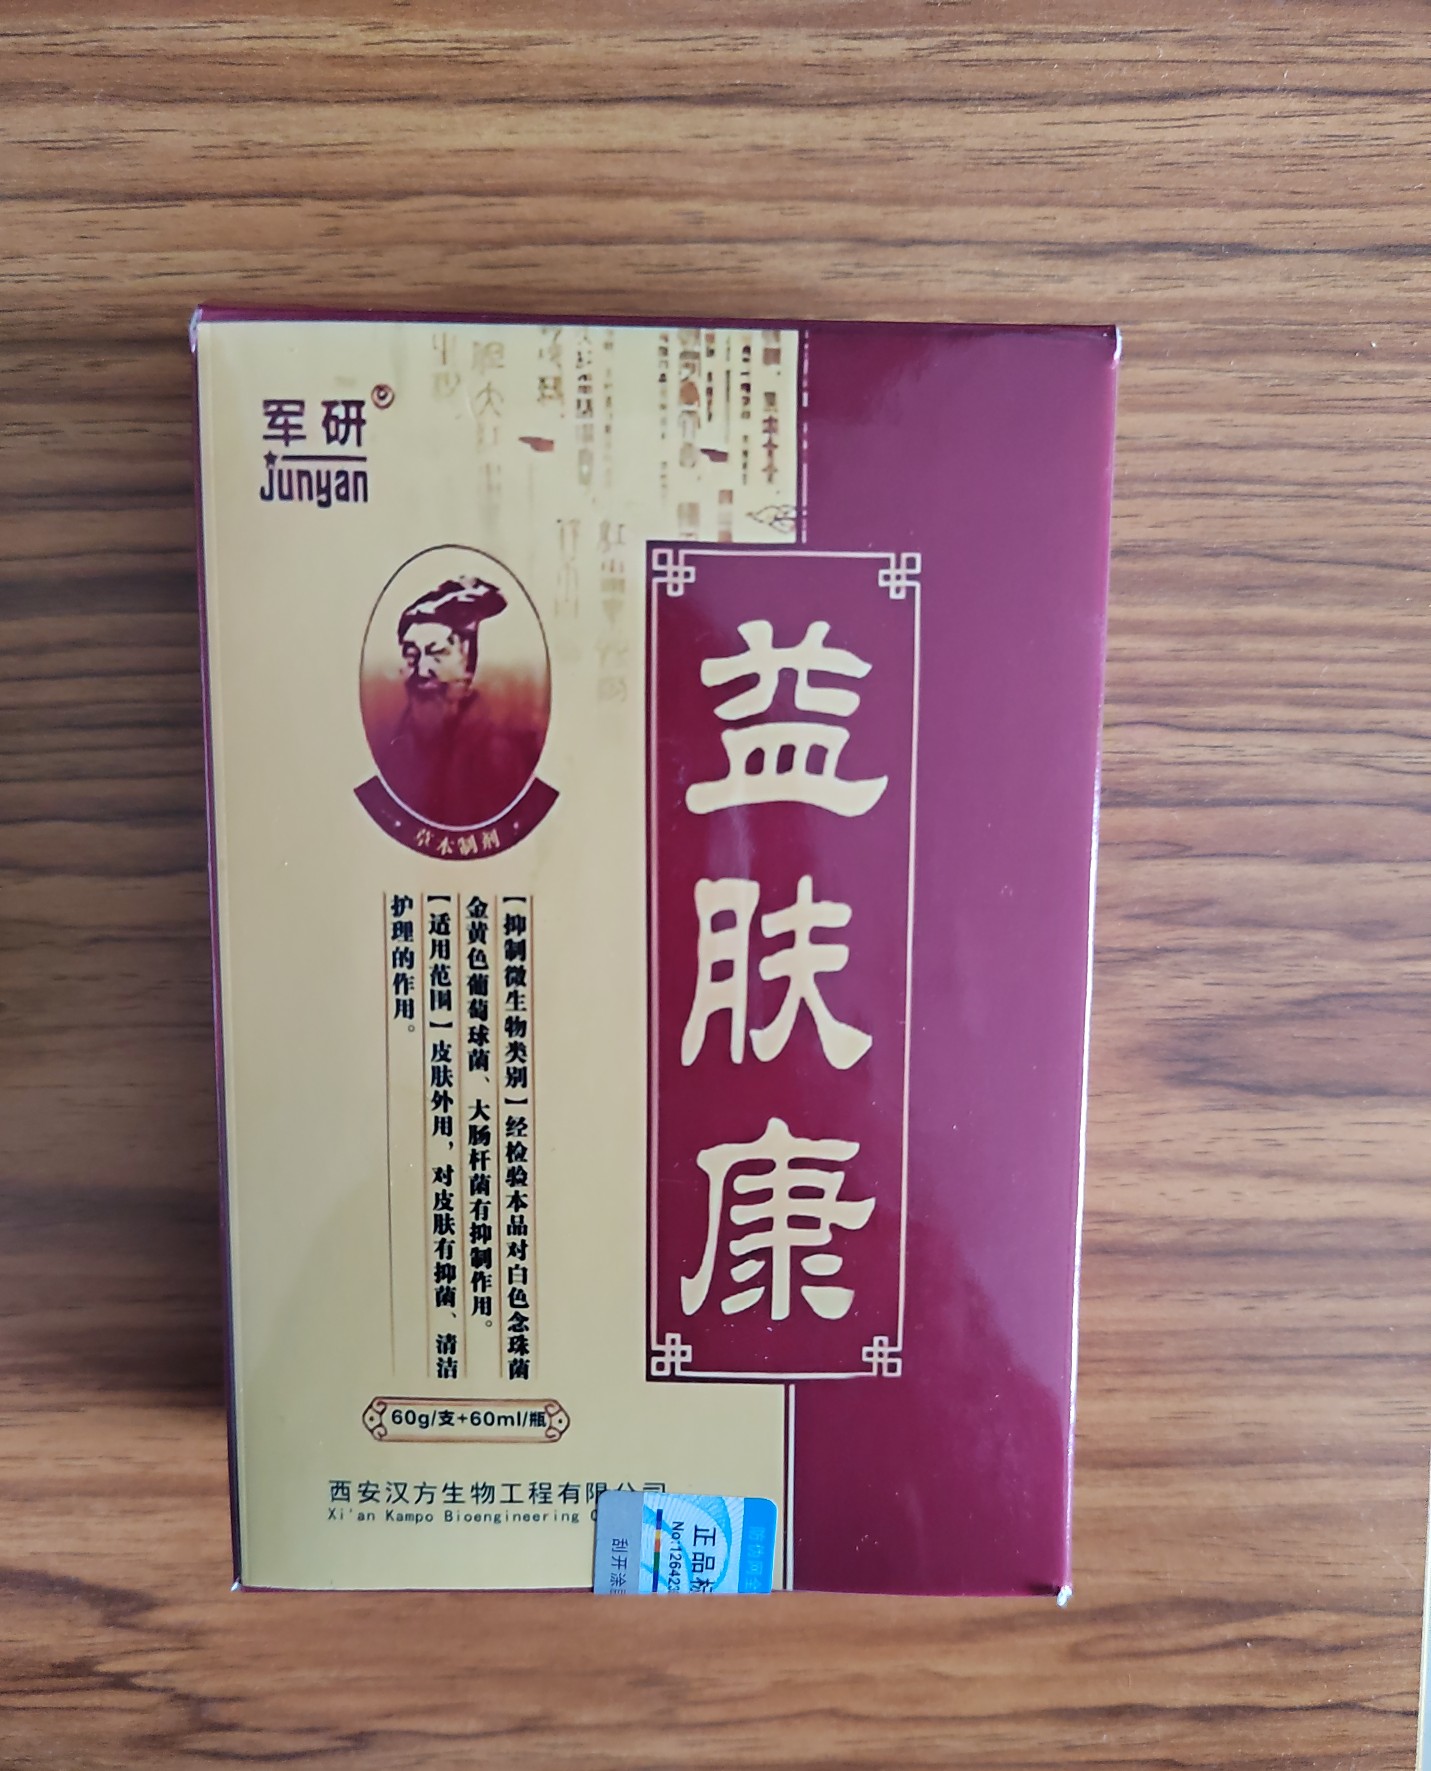 军研
Junyan
草本制剂
益肤康
【抑制微生物类别】经检验本品对白色念珠菌
金黄色葡萄球菌、大肠杆菌有抑制作用。
【适用范围】皮肤外用，对皮肤有抑菌、清洁
护理的作用。
60g/支+60ml/瓶
西安汉方生物工程有限公司
Xi'an Kampo Bioengineering
正品标
No:126423
刮开涂